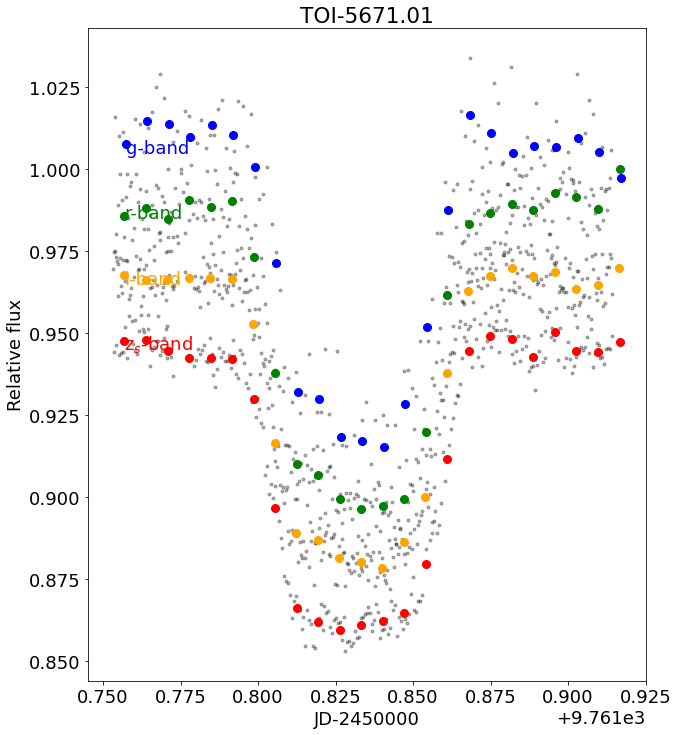 TOI-5671.01
Relative flux
1.025
1.000
0.975
0.950
0.925
0.900
0.875
0.850
g-band
r-band
i-band
zs-band
0.750 0.775 0.800 0.825 0.850 0.875 0.900 0.925
JD-2450000
+9.761e3